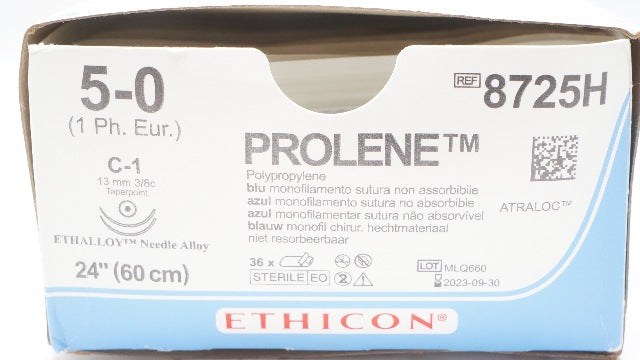 5-0
(1 Ph. Eur.)
C-1
13 mm 3/8c
Taperpoint
ETHALLOY™ Needle Alloy
24" (60 cm)
REF 8725H
PROLENE™
Polypropylene
blu monofilamento sutura non assorbibile
azul monofilamento sutura no absorbible
azul monofilamentar sutura não absorvível
blauw monofil chirur. hechtmateriaal
niet resorbeerbaar
ATRALOC™
36 x
STERILE EO 2
LOT MLQ660
2023-09-30
ETHICON®